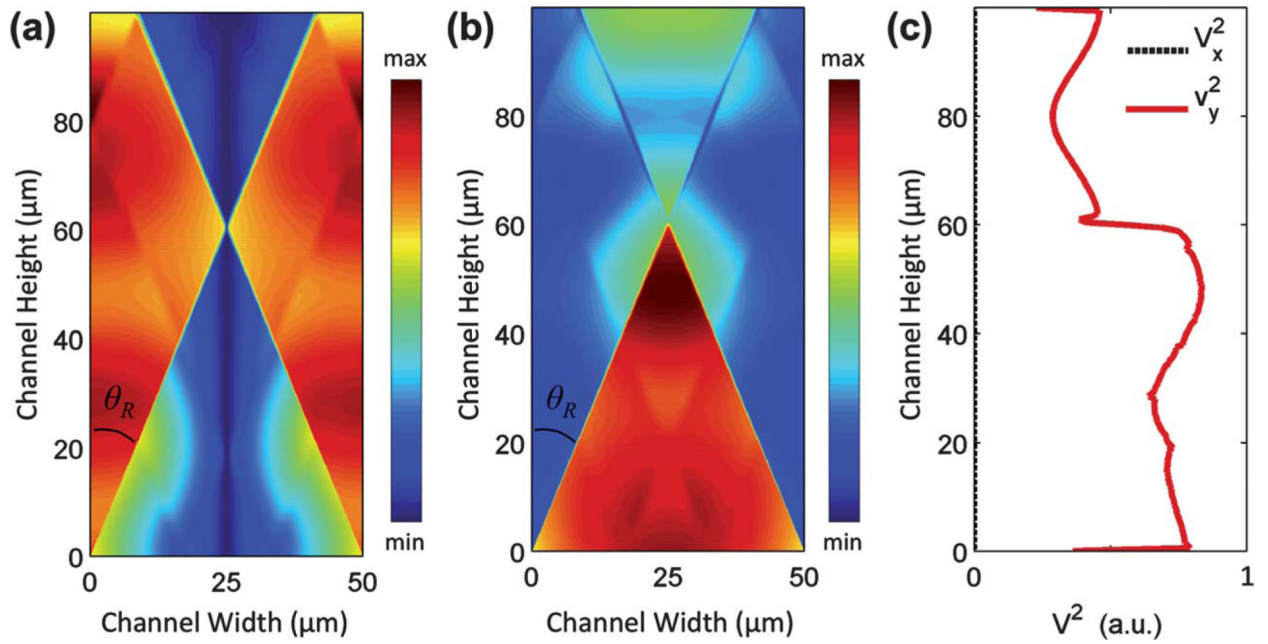 (a)
max
min
80
60
40
20
0
θR
0
25
50
Channel Height (μm)
Channel Width (μm)
(b)
max
min
80
60
40
20
0
θR
0
25
50
Channel Height (μm)
Channel Width (μm)
(c)
Vx2
vy2
80
60
40
20
0
0
1
Channel Height (μm)
V2 (a.u.)